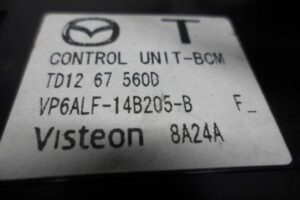 T
CONTROL UNIT-BCM
TD12 67 560D
VP6ALF-14B205-B F_
Visteon 8A24A